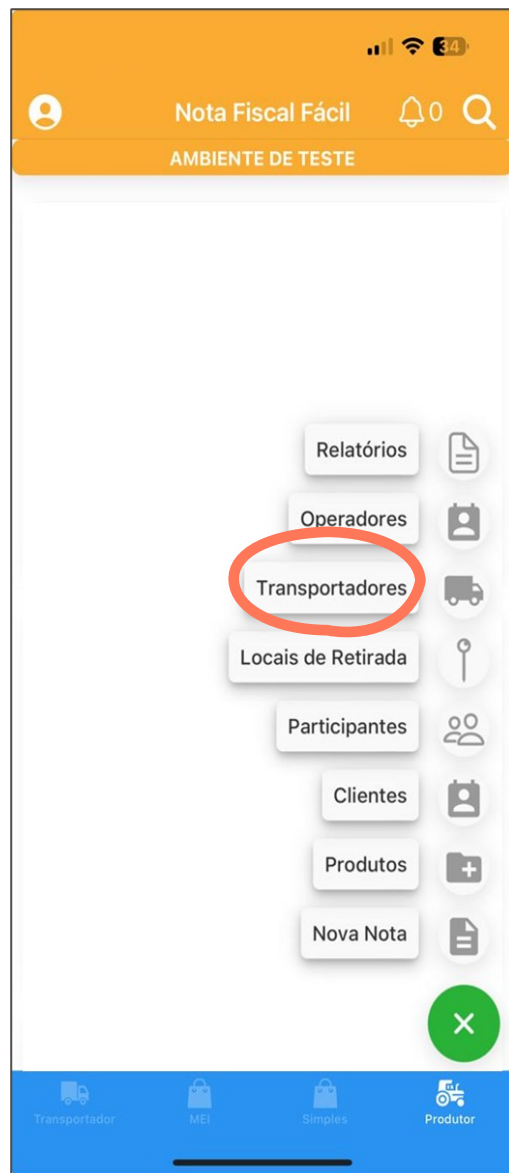 34
Nota Fiscal Fácil
0
AMBIENTE DE TESTE
Relatórios
Operadores
Transportadores
Locais de Retirada
Participantes
Clientes
Produtos
Nova Nota
Transportador MEI Simples Produtor